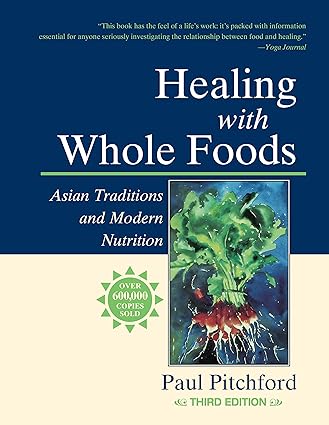 "This book has the feel of a life's work; it's packed with information
essential for anyone seriously investigating the relationship between food and healing."
—Yoga Journal
Healing
with
Whole Foods
Asian Traditions
and Modern
Nutrition
OVER
600,000
COPIES
SOLD
Paul Pitchford
THIRD EDITION